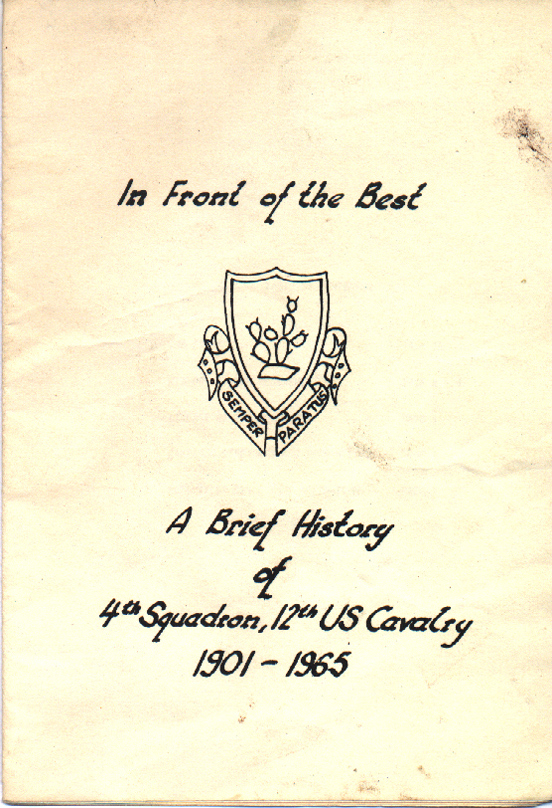 In Front of the Best
SEMPER PARATUS
A Brief History
of
4th Squadron, 12th US Cavalry
1901 - 1965